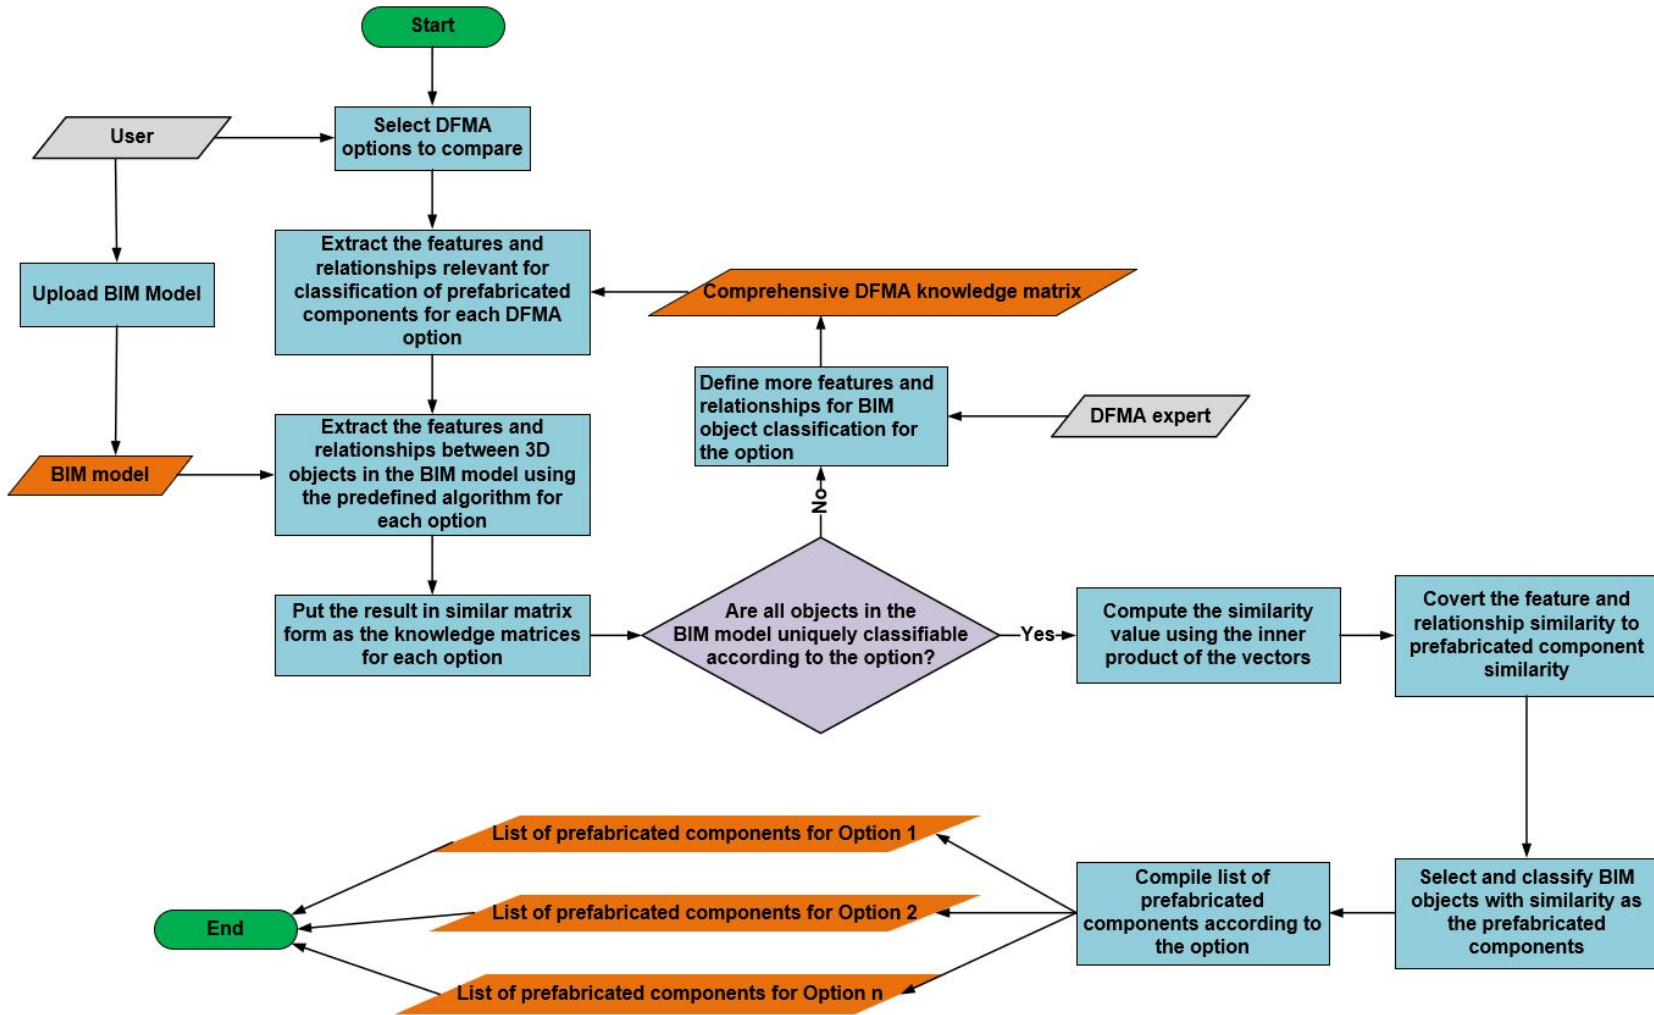 Start
User
Select DFMA
options to compare
Extract the features and
relationships relevant for
classification of prefabricated
components for each DFMA
option
Comprehensive DFMA knowledge matrix
Upload BIM Model
Define more features and
relationships for BIM
object classification for
the option
DFMA expert
BIM model
Extract the features and
relationships between 3D
objects in the BIM model using
the predefined algorithm for
each option
No
Put the result in similar matrix
form as the knowledge matrices
for each option
Are all objects in the
BIM model uniquely classifiable
according to the option?
Yes
Compute the similarity
value using the inner
product of the vectors
Covert the feature and
relationship similarity to
prefabricated component
similarity
Select and classify BIM
objects with similarity as
the prefabricated
components
Compile list of
prefabricated
components according to
the option
List of prefabricated components for Option 1
List of prefabricated components for Option 2
List of prefabricated components for Option n
End